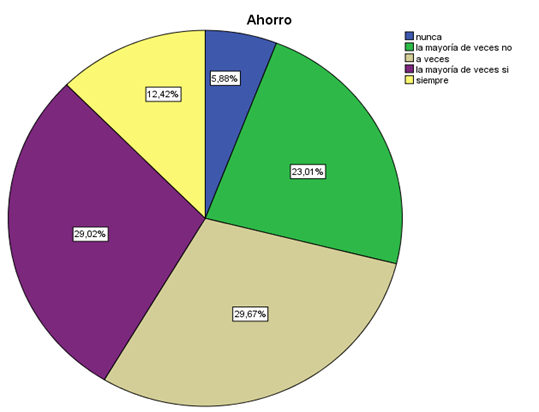 Ahorro
nunca
la mayoría de veces no
a veces
la mayoría de veces si
siempre
5,88%
12,42%
23,01%
29,02%
29,67%